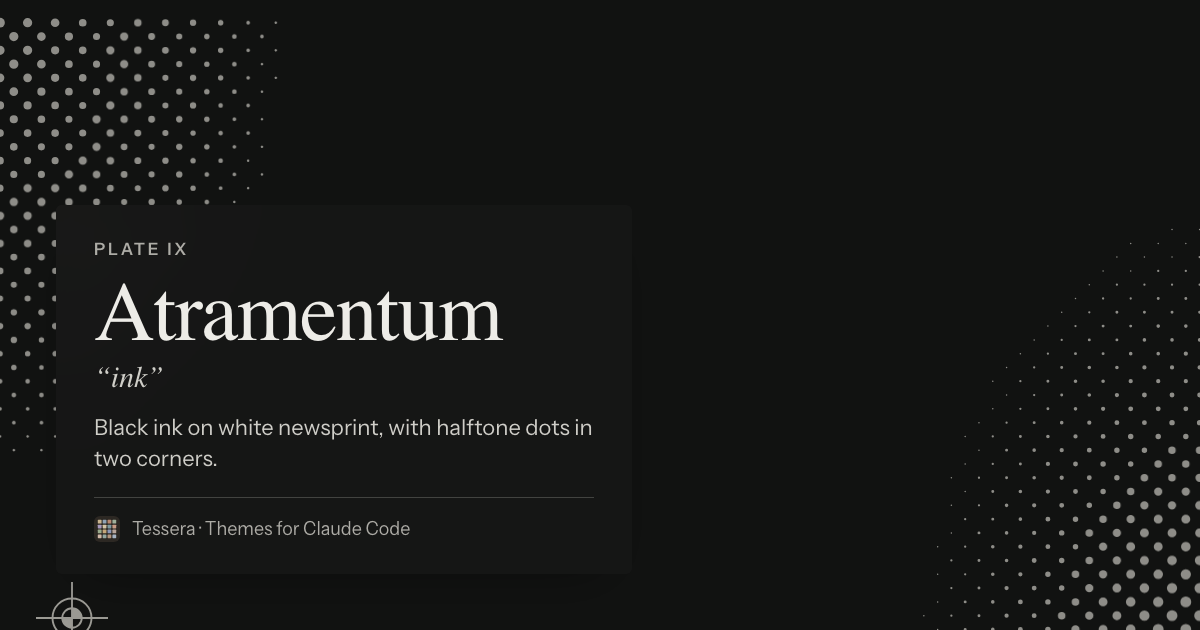 PLATE IX
Atramentum
“ink”
Black ink on white newsprint, with halftone dots in
two corners.
Tessera · Themes for Claude Code